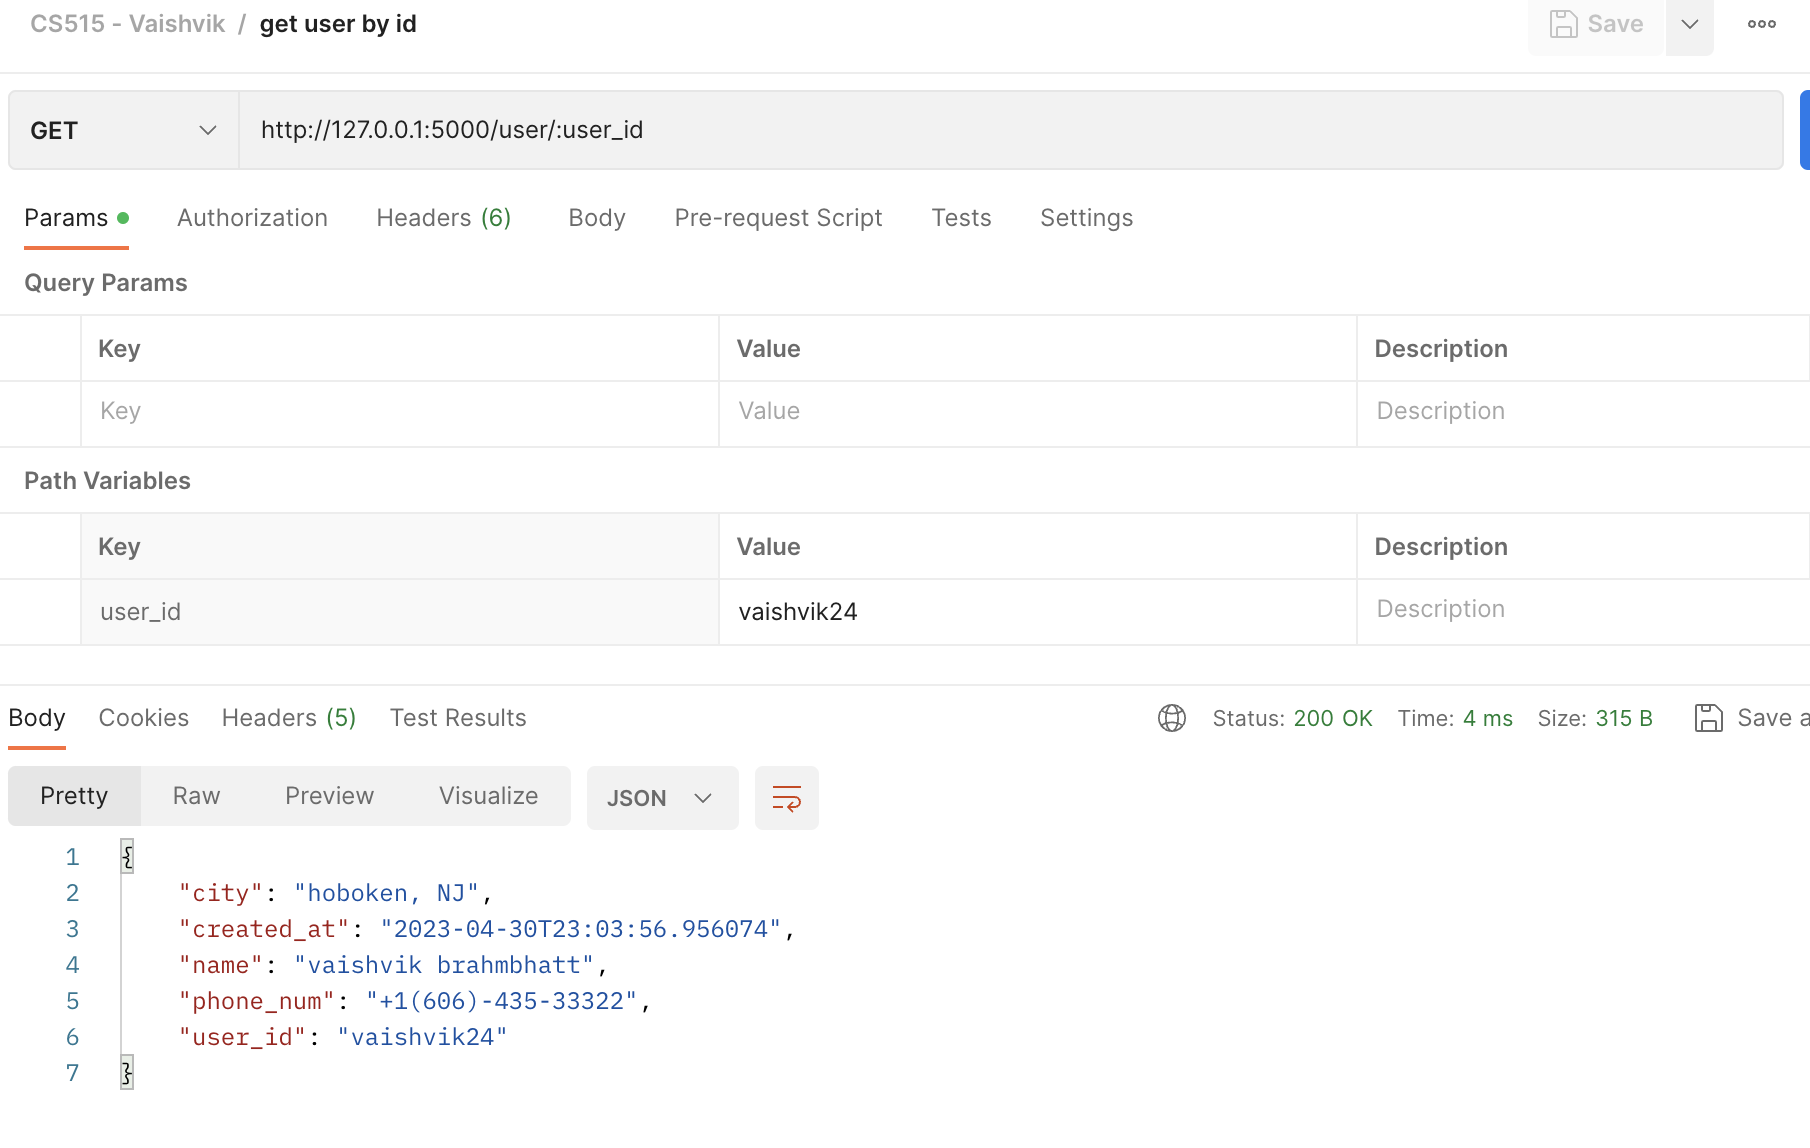 CS515 - Vaishvik / get user by id
Save
GET http://127.0.0.1:5000/user/:user_id
Params Authorization Headers (6) Body Pre-request Script Tests Settings
Query Params
Key Value Description
Key Value Description
Path Variables
Key Value Description
user_id vaishvik24 Description
Body Cookies Headers (5) Test Results Status: 200 OK Time: 4 ms Size: 315 B Save a
Pretty Raw Preview Visualize JSON
1 {
2 "city": "hoboken, NJ",
3 "created_at": "2023-04-30T23:03:56.956074",
4 "name": "vaishvik brahmbhatt",
5 "phone_num": "+1(606)-435-33322",
6 "user_id": "vaishvik24"
7 }